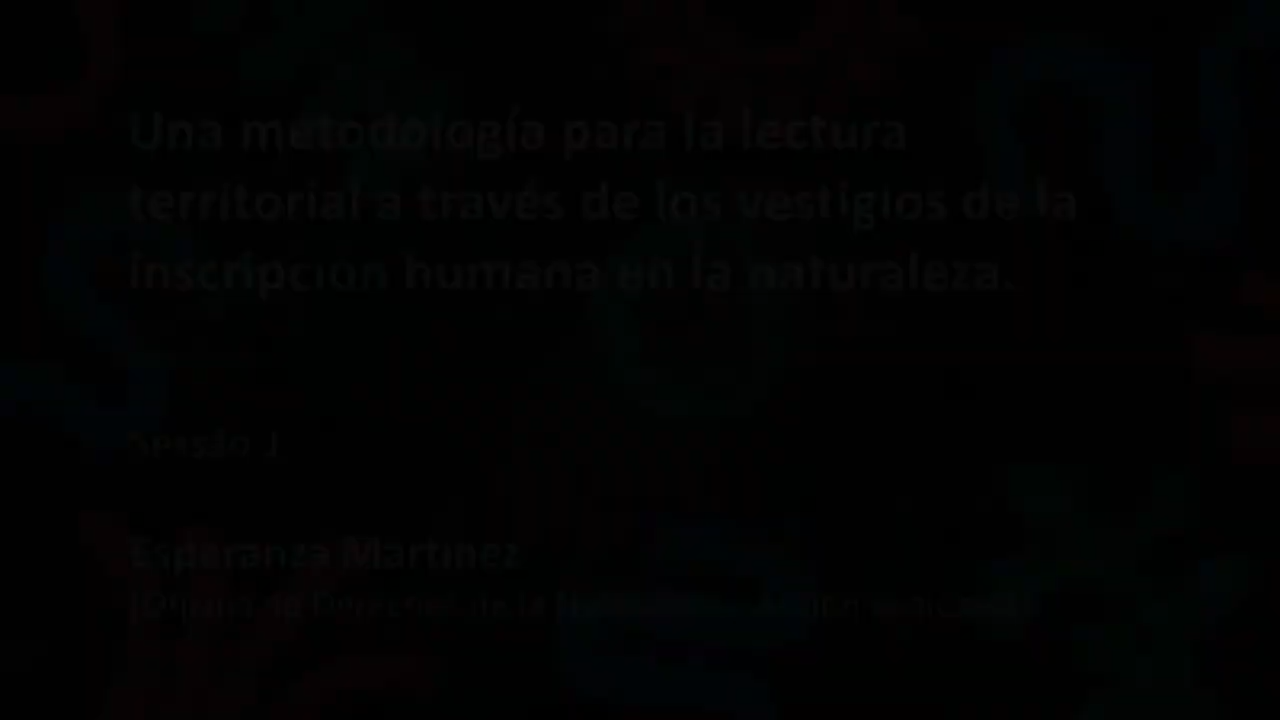 Una metodología para la lectura
territorial a través de los vestigios de la
inscripción humana en la naturaleza.
Sessão J
Esperanza Martínez